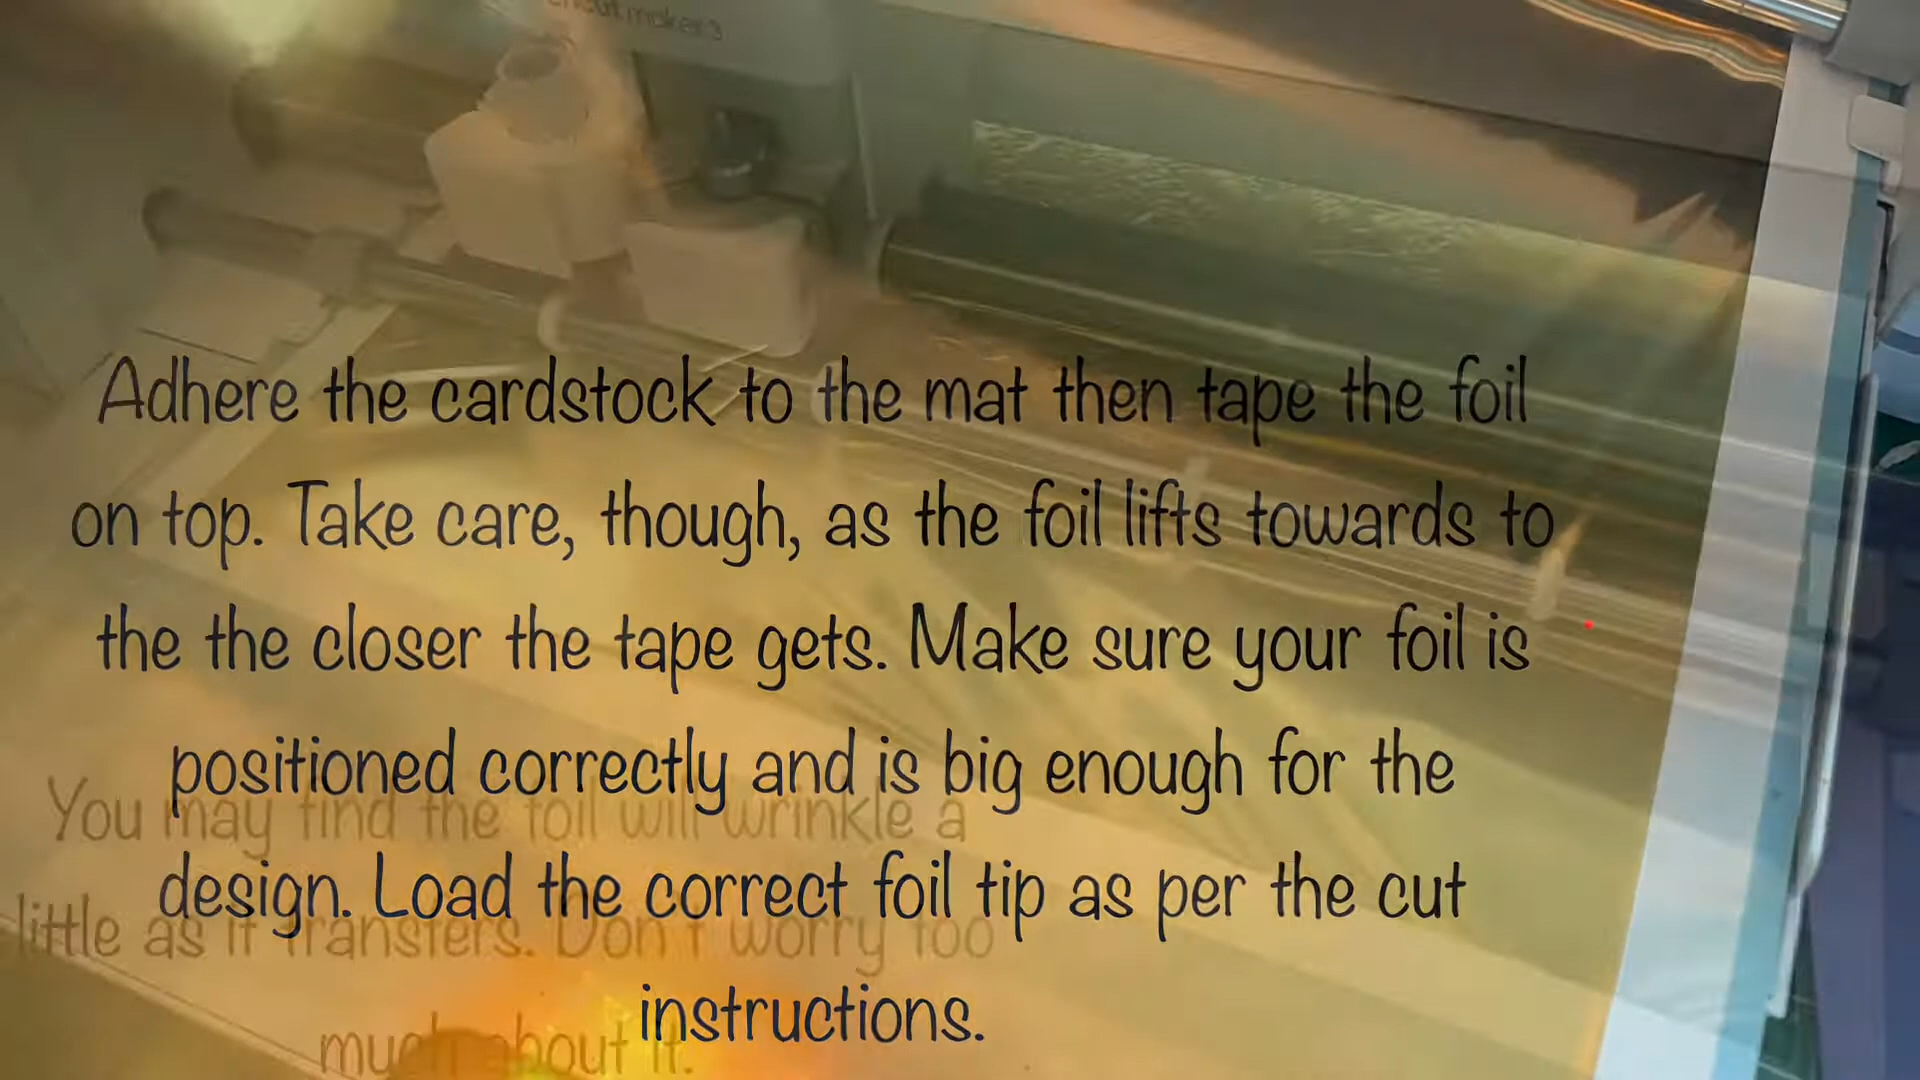 cricut maker 3
Adhere the cardstock to the mat then tape the foil
on top. Take care, though, as the foil lifts towards to
the the closer the tape gets. Make sure your foil is
positioned correctly and is big enough for the
design. Load the correct foil tip as per the cut
instructions.
You may find the foil will wrinkle a
little as it transfers. Don't worry too
much about it.